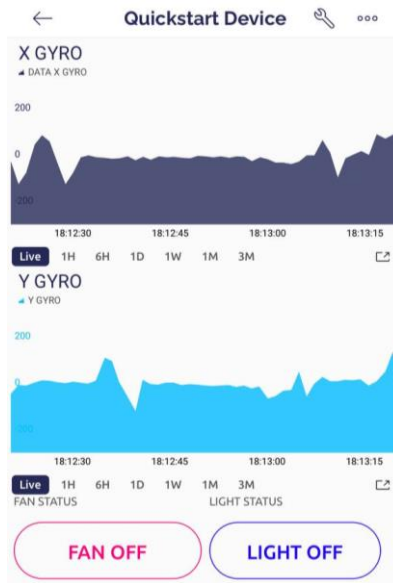 Quickstart Device
X GYRO
DATA X GYRO
200
0
-200
18:12:30 18:12:45 18:13:00 18:13:15
Live 1H 6H 1D 1W 1M 3M
Y GYRO
Y GYRO
200
0
-200
18:12:30 18:12:45 18:13:00 18:13:15
Live 1H 6H 1D 1W 1M 3M
FAN STATUS LIGHT STATUS
FAN OFF LIGHT OFF